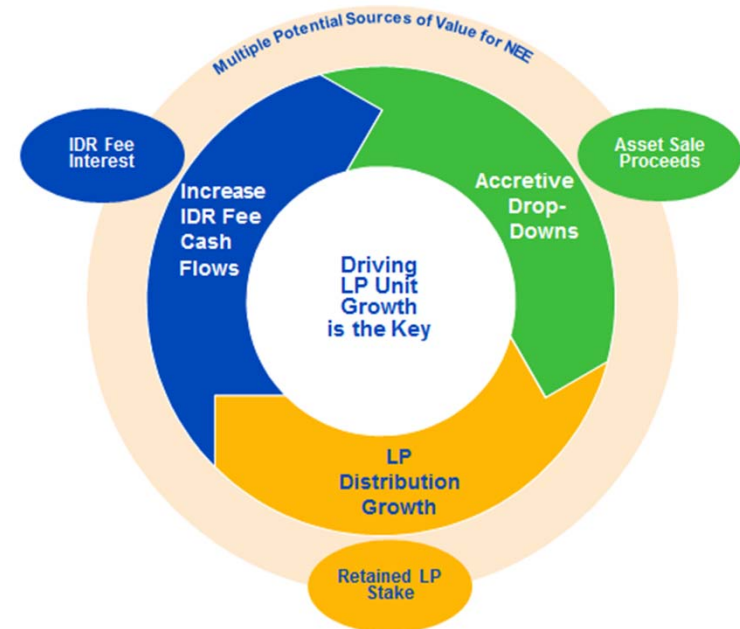 Multiple Potential Sources of Value for NEE
IDR Fee
Interest
Asset Sale
Proceeds
Increase
IDR Fee
Cash
Flows
Accretive
Drop-
Downs
Driving
LP Unit
Growth
is the Key
LP
Distribution
Growth
Retained LP
Stake